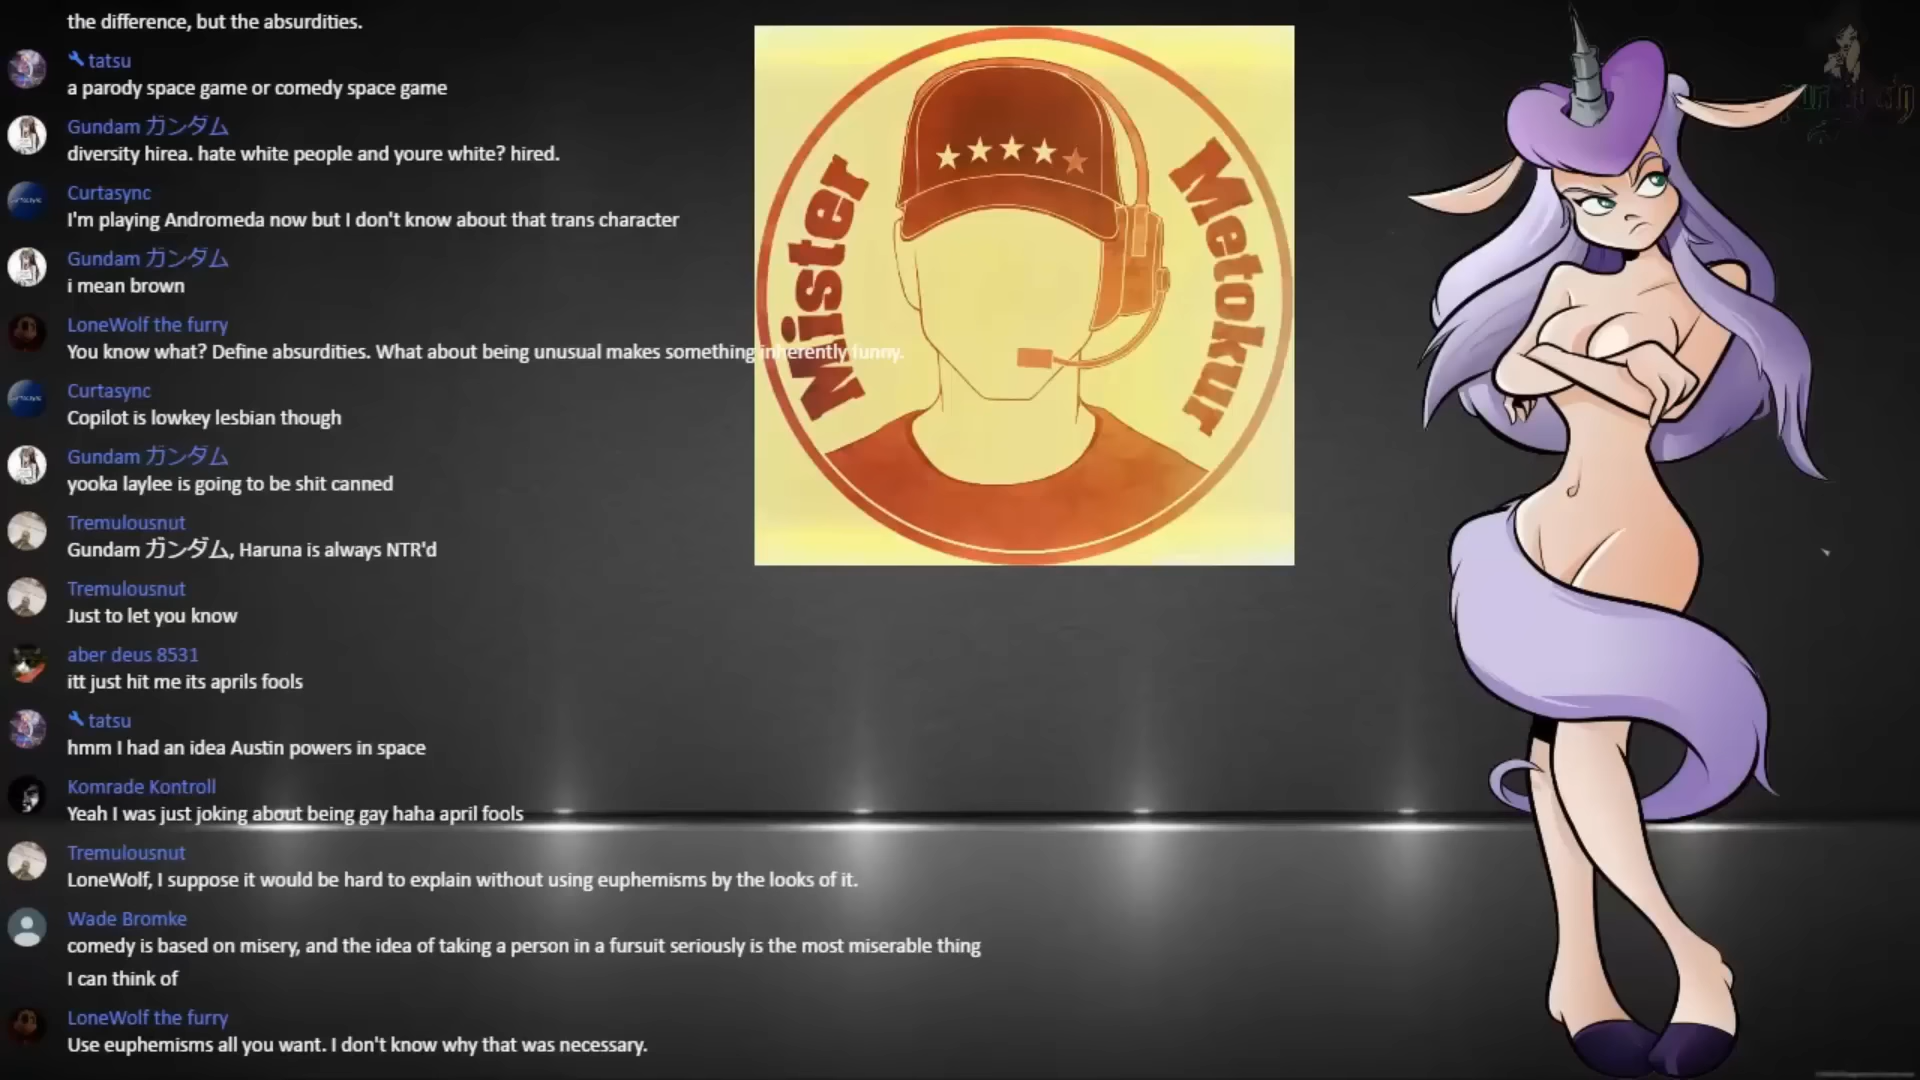 the difference, but the absurdities.
tatsu
a parody space game or comedy space game
Gundam ガンダム
diversity hirea. hate white people and youre white? hired.
Curtasync
I'm playing Andromeda now but I don't know about that trans character
Gundam ガンダム
i mean brown
LoneWolf the furry
You know what? Define absurdities. What about being unusual makes something inherently funny.
Curtasync
Copilot is lowkey lesbian though
Gundam ガンダム
yooka laylee is going to be shit canned
Tremulousnut
Gundam ガンダム, Haruna is always NTR'd
Tremulousnut
Just to let you know
aber deus 8531
itt just hit me its aprils fools
tatsu
hmm I had an idea Austin powers in space
Komrade Kontroll
Yeah I was just joking about being gay haha april fools
Tremulousnut
LoneWolf, I suppose it would be hard to explain without using euphemisms by the looks of it.
Wade Bromke
comedy is based on misery, and the idea of taking a person in a fursuit seriously is the most miserable thing
I can think of
LoneWolf the furry
Use euphemisms all you want. I don't know why that was necessary.
Mister
Metokur